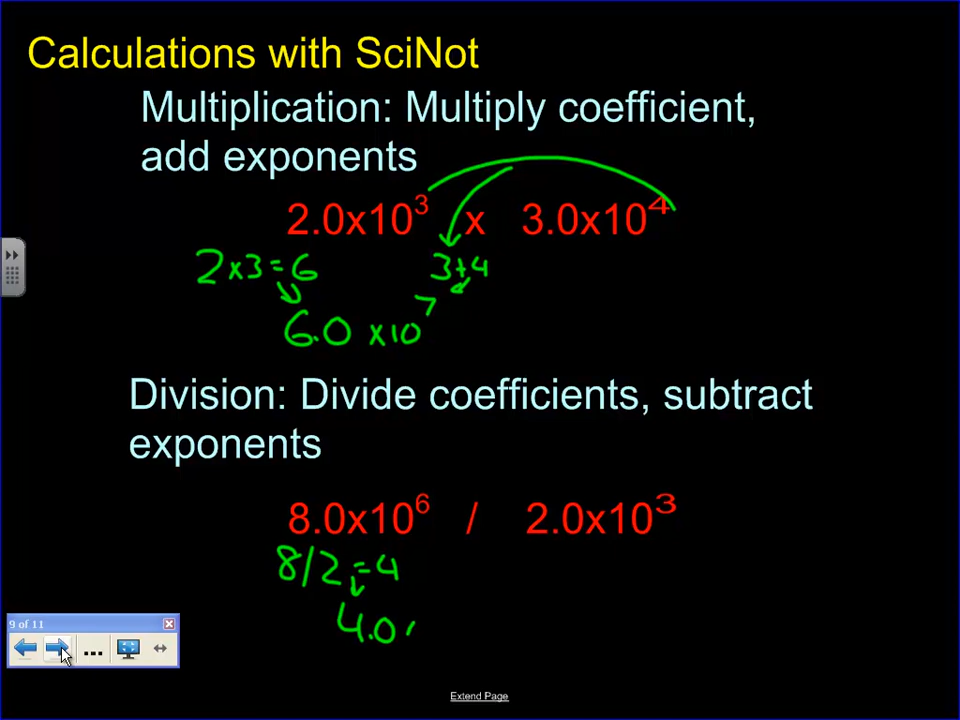 Calculations with SciNot
Multiplication: Multiply coefficient,
add exponents
2.0x10³ x 3.0x10⁴
2x3=6 3+4
6.0 x10⁷
Division: Divide coefficients, subtract
exponents
8.0x10⁶ / 2.0x10³
8/2=4
4.0
9 of 11
...
Extend Page